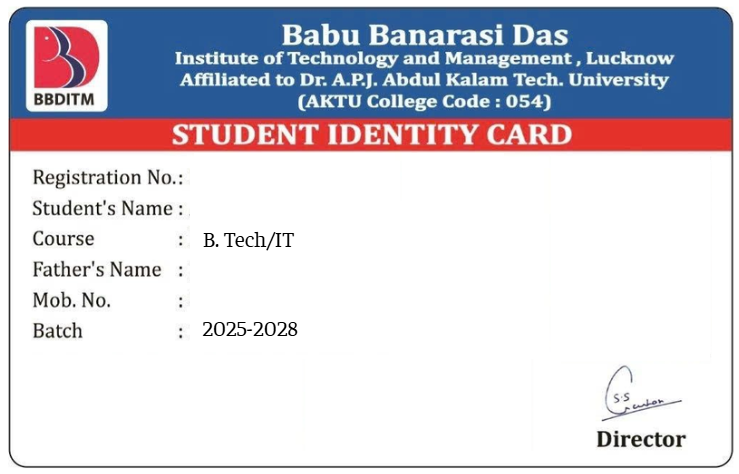 Babu Banarasi Das
Institute of Technology and Management , Lucknow
Affiliated to Dr. A.P.J. Abdul Kalam Tech. University
(AKTU College Code : 054)
BBDITM
STUDENT IDENTITY CARD
Registration No.:
Student's Name :
Course : B. Tech/IT
Father's Name :
Mob. No. :
Batch : 2025-2028
S.S
Director